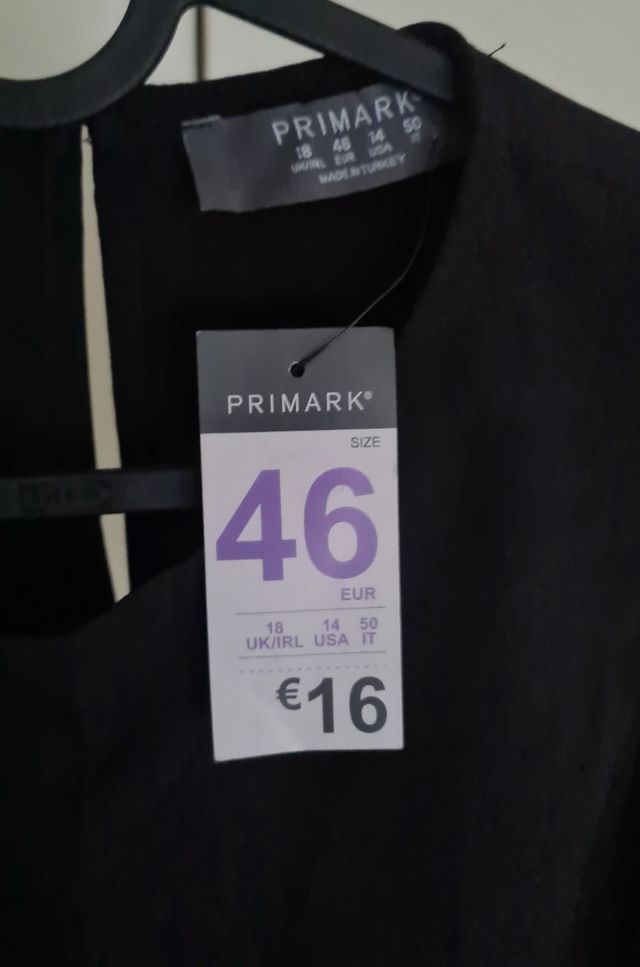 PRIMARK
18 46 14 50
UK/IRL EUR USA IT
MADE IN TURKEY
PRIMARK®
SIZE
46
EUR
18 14 50
UK/IRL USA IT
€16